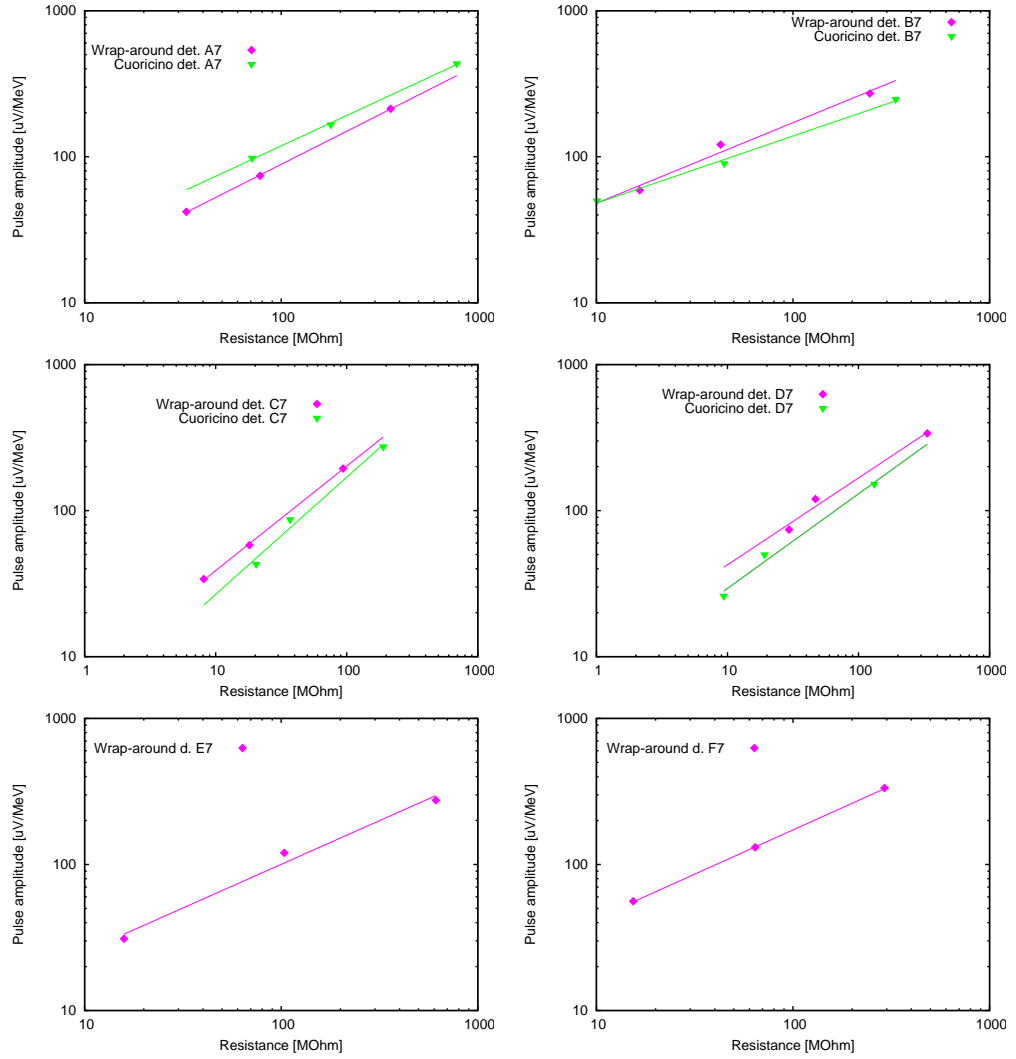 1000
100
10
10
100
1000
Pulse amplitude [uV/MeV]
Resistance [MOhm]
Wrap-around det. A7
Cuoricino det. A7
1000
100
10
10
100
1000
Pulse amplitude [uV/MeV]
Resistance [MOhm]
Wrap-around det. B7
Cuoricino det. B7
1000
100
10
1
10
100
1000
Pulse amplitude [uV/MeV]
Resistance [MOhm]
Wrap-around det. C7
Cuoricino det. C7
1000
100
10
1
10
100
1000
Pulse amplitude [uV/MeV]
Resistance [MOhm]
Wrap-around det. D7
Cuoricino det. D7
1000
100
10
10
100
1000
Pulse amplitude [uV/MeV]
Resistance [MOhm]
Wrap-around d. E7
1000
100
10
10
100
1000
Pulse amplitude [uV/MeV]
Resistance [MOhm]
Wrap-around d. F7